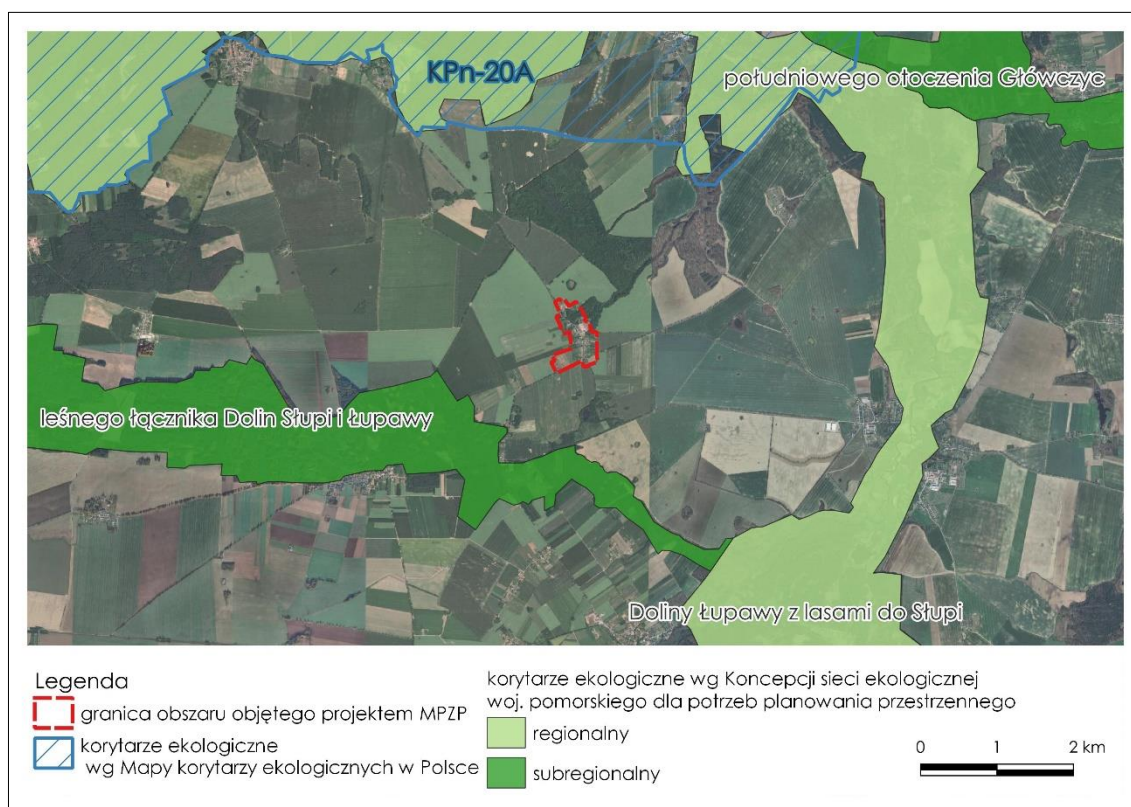 KPn-20A
południowego otoczenia Główczyc
leśnego łącznika Dolin Słupi i Łupawy
Doliny Łupawy z lasami do Słupi
Legenda
granica obszaru objętego projektem MPZP
korytarze ekologiczne
wg Mapy korytarzy ekologicznych w Polsce
korytarze ekologiczne wg Koncepcji sieci ekologicznej
woj. pomorskiego dla potrzeb planowania przestrzennego
regionalny
subregionalny
0 1 2 km